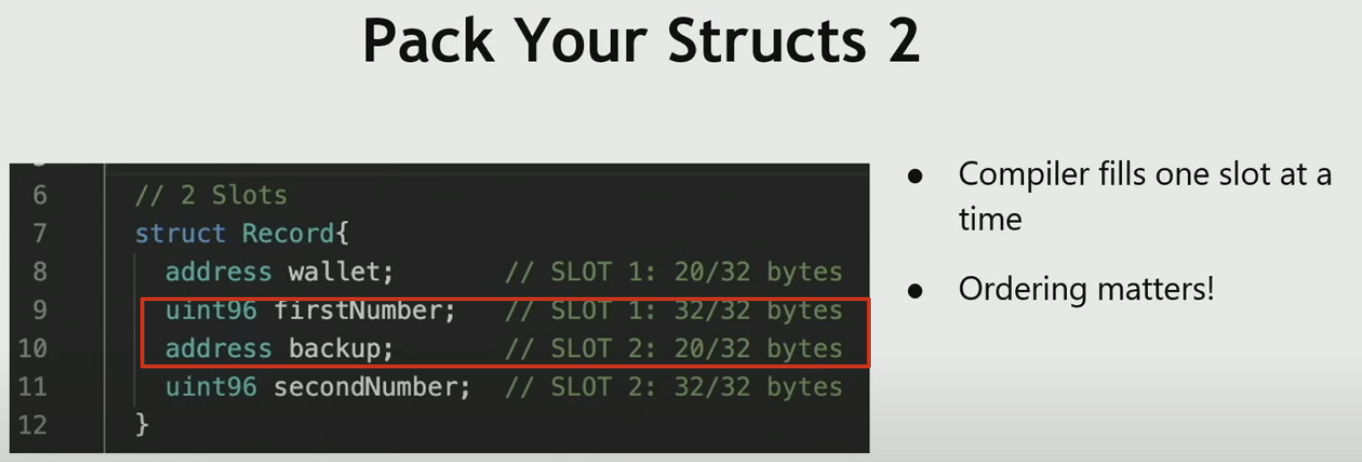 Pack Your Structs 2
6 // 2 Slots
7 struct Record{
8 address wallet; // SLOT 1: 20/32 bytes
9 uint96 firstNumber; // SLOT 1: 32/32 bytes
10 address backup; // SLOT 2: 20/32 bytes
11 uint96 secondNumber; // SLOT 2: 32/32 bytes
12 }
● Compiler fills one slot at a
time
● Ordering matters!